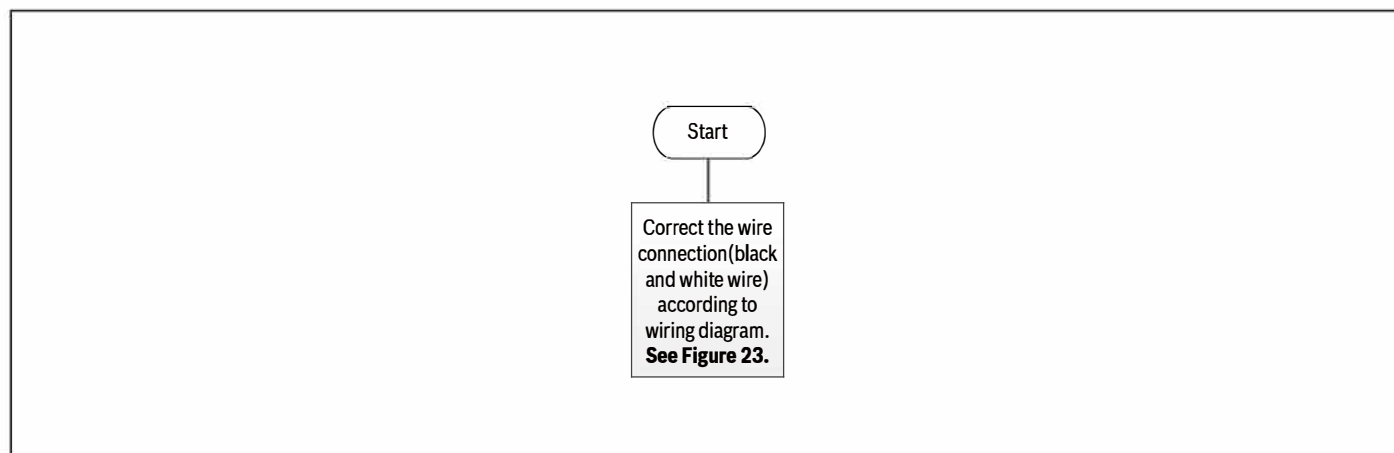 Start
Correct the wire
connection(black
and white wire)
according to
wiring diagram.
See Figure 23.